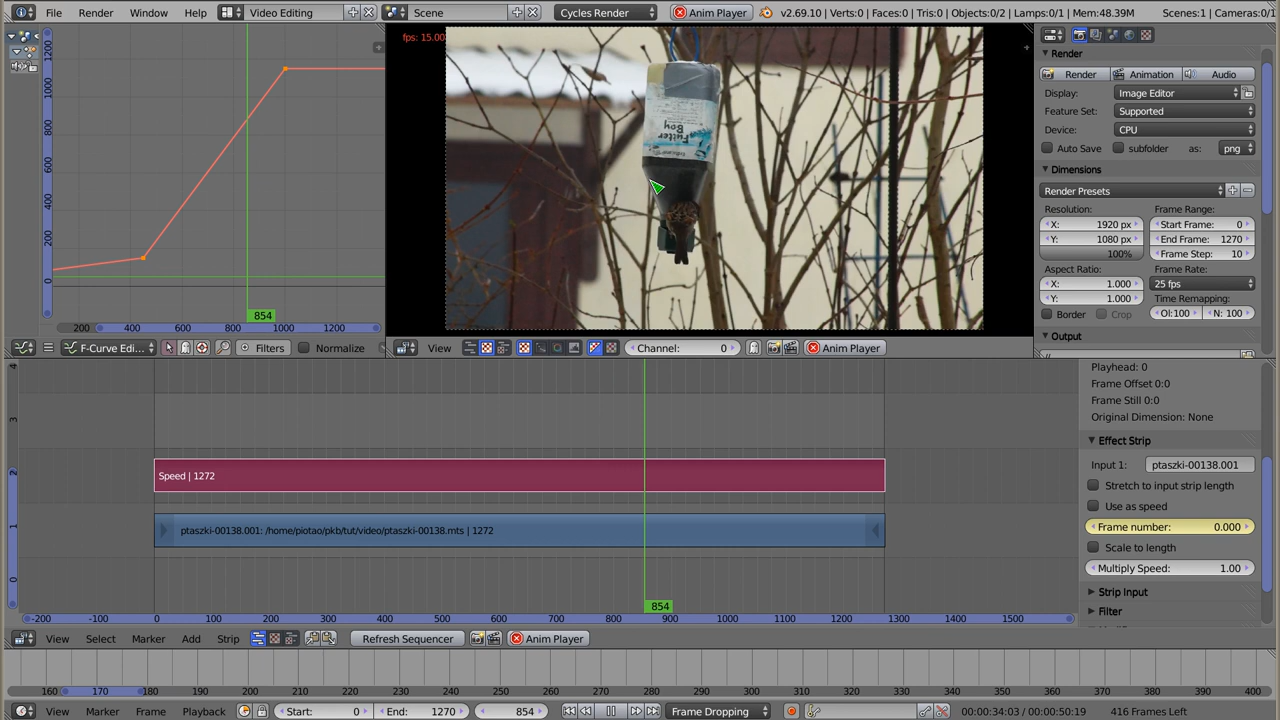 File Render Window Help Video Editing Scene Cycles Render Anim Player v2.69.10 | Verts:0 | Faces:0 | Tris:0 | Objects:0/2 | Lamps:0/1 | Mem:48.39M Scenes:1 | Cameras:0/1
fps: 15.00
1200
1000
800
600
400
200
0
200 400 600 800 1000 1200
854
F-Curve Edi... Filters Normalize
Futter
Boy
View Channel: 0 Anim Player
Render
Render Animation Audio
Display: Image Editor
Feature Set: Supported
Device: CPU
Auto Save subfolder as: png
Dimensions
Render Presets
Resolution: Frame Range:
X: 1920 px Start Frame: 0
Y: 1080 px End Frame: 1270
100% Frame Step: 10
Aspect Ratio: Frame Rate:
X: 1.000 25 fps
Y: 1.000 Time Remapping:
Border Crop Ol:100 N: 100
Output
4
3
2
1
0
Speed | 1272
ptaszki-00138.001: /home/piotao/pkb/tut/video/ptaszki-00138.mts | 1272
854
-200 -100 0 100 200 300 400 500 600 700 800 900 1000 1100 1200 1300 1400 1500
Playhead: 0
Frame Offset 0:0
Frame Still 0:0
Original Dimension: None
Effect Strip
Input 1: ptaszki-00138.001
Stretch to input strip length
Use as speed
Frame number: 0.000
Scale to length
Multiply Speed: 1.00
Strip Input
Filter
View Select Marker Add Strip Refresh Sequencer Anim Player
160 170 180 190 200 210 220 230 240 250 260 270 280 290 300 310 320 330 340 350 360 370 380 390 400
View Marker Frame Playback Start: 0 End: 1270 854 Frame Dropping 00:00:34:03 / 00:00:50:19 416 Frames Left